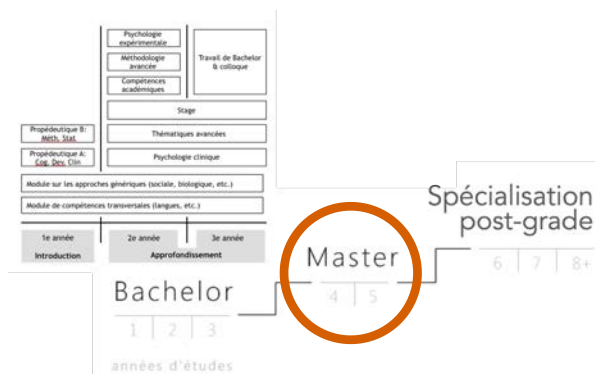 Psychologie
expérimentale
Méthodologie
avancée
Compétences
académiques
Travail de Bachelor
& colloque
Stage
Propédeutique B:
Méth, Stat
Thématiques avancées
Propédeutique A:
Cog, Dev, Clin
Psychologie clinique
Module sur les approches génériques (sociale, biologique, etc.)
Module de compétences transversales (langues, etc.)
1e année
2e année
3e année
Introduction
Approfondissement
Bachelor
1 2 3
années d'études
Master
4 5
Spécialisation
post-grade
6 7 8+